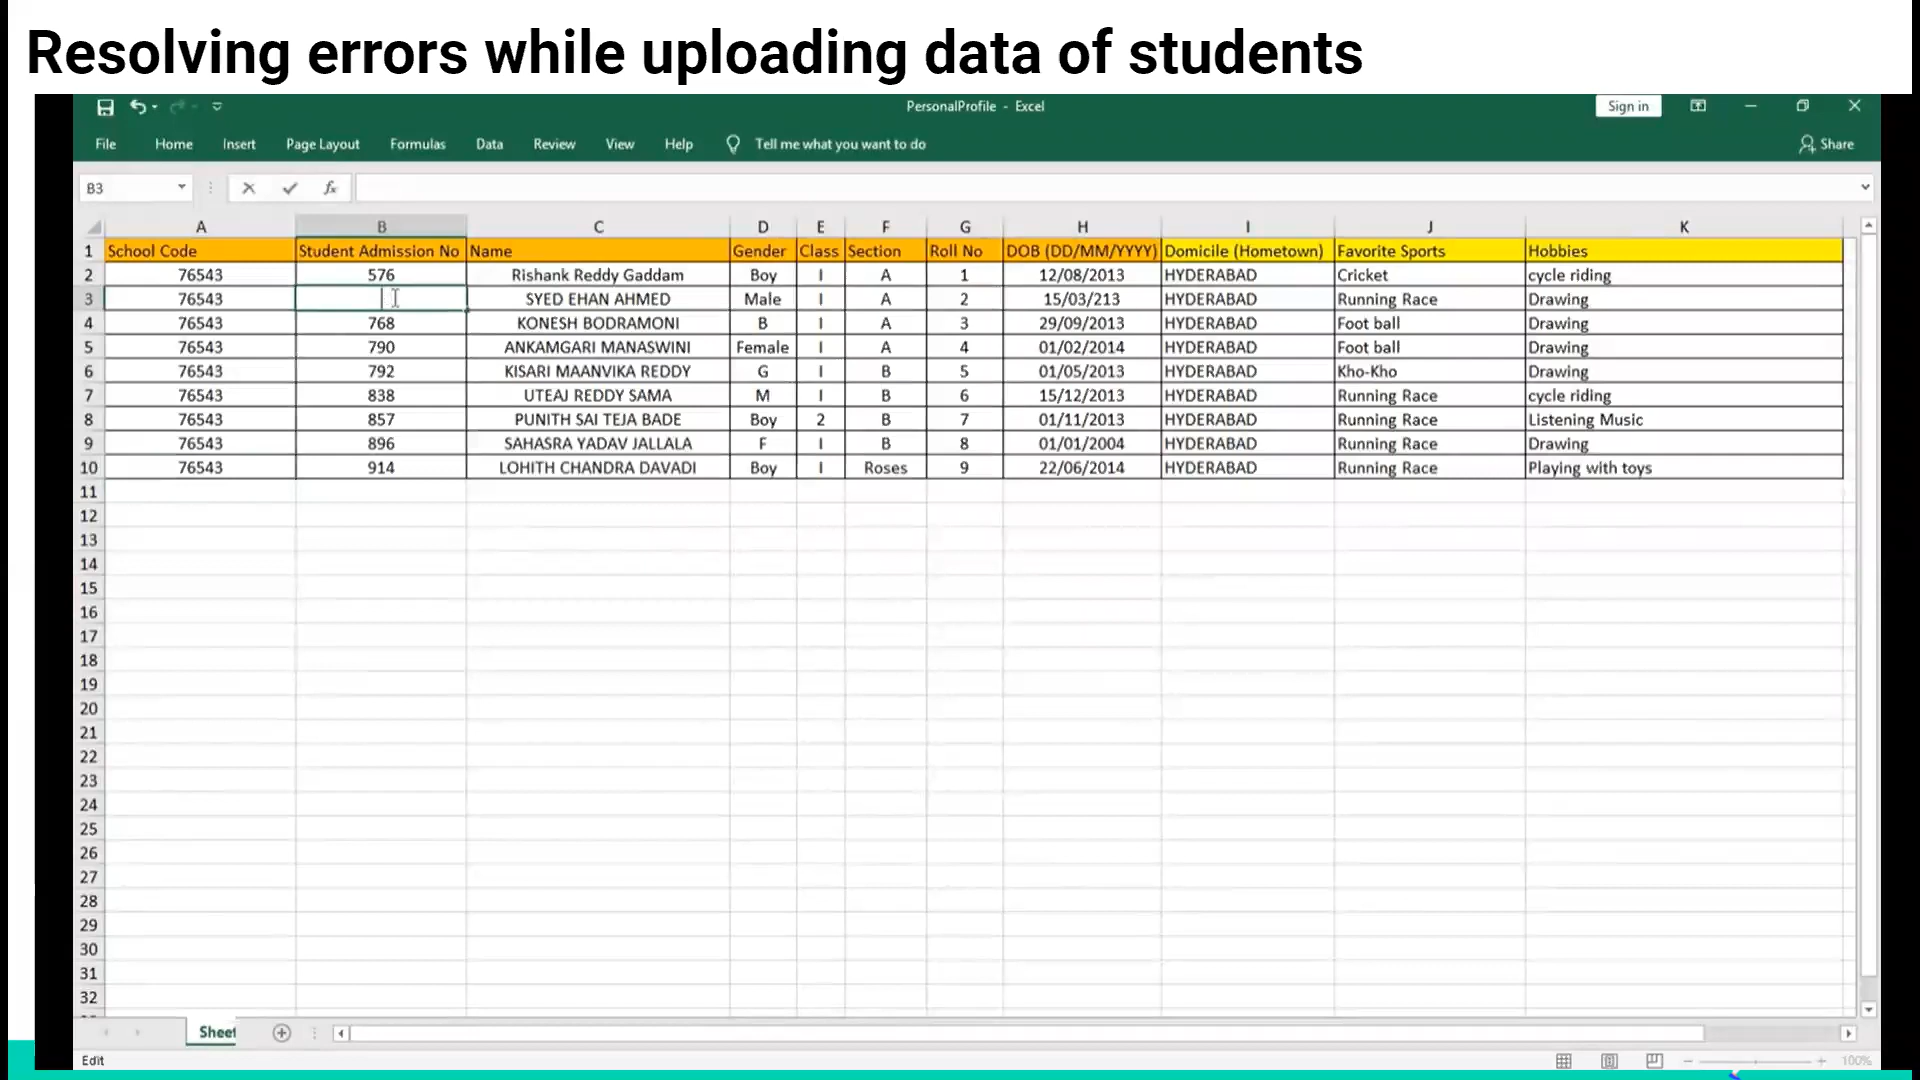 Resolving errors while uploading data of students
PersonalProfile - Excel
Sign in
File Home Insert Page Layout Formulas Data Review View Help Tell me what you want to do Share
B3 fx
A B C D E F G H I J K
1 School Code Student Admission No Name Gender Class Section Roll No DOB (DD/MM/YYYY) Domicile (Hometown) Favorite Sports Hobbies
2 76543 576 Rishank Reddy Gaddam Boy I A 1 12/08/2013 HYDERABAD Cricket cycle riding
3 76543 SYED EHAN AHMED Male I A 2 15/03/213 HYDERABAD Running Race Drawing
4 76543 768 KONESH BODRAMONI B I A 3 29/09/2013 HYDERABAD Foot ball Drawing
5 76543 790 ANKAMGARI MANASWINI Female I A 4 01/02/2014 HYDERABAD Foot ball Drawing
6 76543 792 KISARI MAANVIKA REDDY G I B 5 01/05/2013 HYDERABAD Kho-Kho Drawing
7 76543 838 UTEAJ REDDY SAMA M I B 6 15/12/2013 HYDERABAD Running Race cycle riding
8 76543 857 PUNITH SAI TEJA BADE Boy 2 B 7 01/11/2013 HYDERABAD Running Race Listening Music
9 76543 896 SAHASRA YADAV JALLALA F I B 8 01/01/2004 HYDERABAD Running Race Drawing
10 76543 914 LOHITH CHANDRA DAVADI Boy I Roses 9 22/06/2014 HYDERABAD Running Race Playing with toys
11
12
13
14
15
16
17
18
19
20
21
22
23
24
25
26
27
28
29
30
31
32
Sheet
Edit 100%